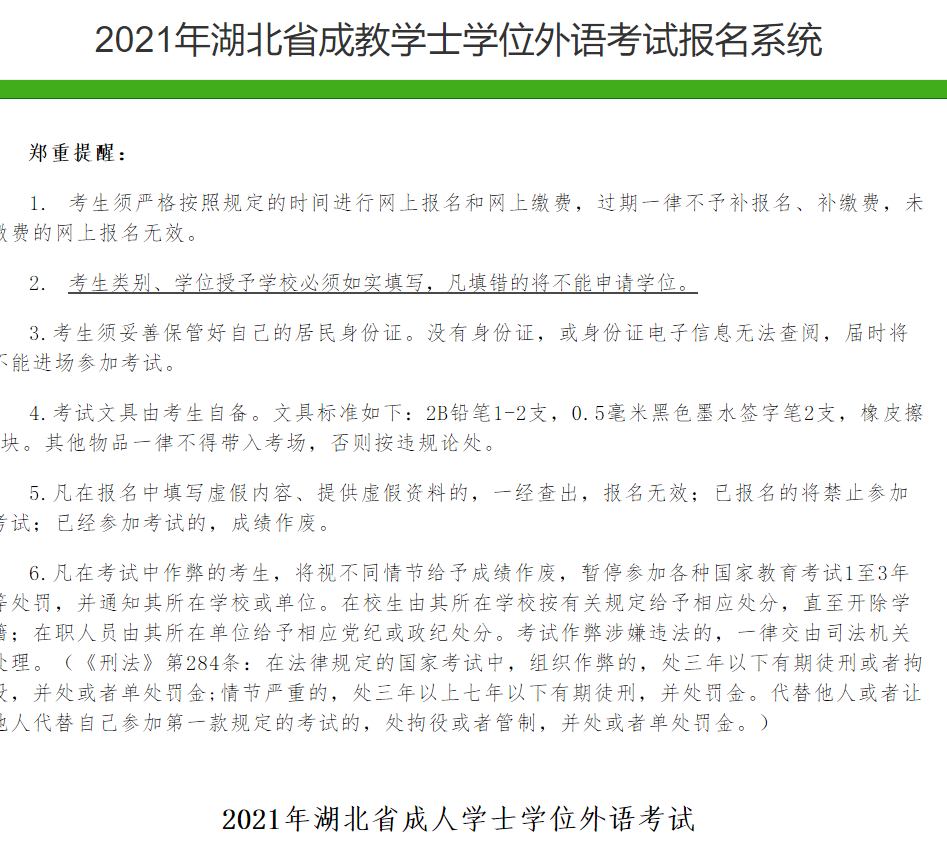 2021年湖北省成教学士学位外语考试报名系统
郑重提醒：
1. 考生须严格按照规定的时间进行网上报名和网上缴费，过期一律不予补报名、补缴费，未
缴费的网上报名无效。
2. 考生类别、学位授予学校必须如实填写，凡填错的将不能申请学位。
3.考生须妥善保管好自己的居民身份证。没有身份证，或身份证电子信息无法查阅，届时将
不能进场参加考试。
4.考试文具由考生自备。文具标准如下：2B铅笔1-2支，0.5毫米黑色墨水签字笔2支，橡皮擦
块。其他物品一律不得带入考场，否则按违规论处。
5.凡在报名中填写虚假内容、提供虚假资料的，一经查出，报名无效；已报名的将禁止参加
考试；已经参加考试的，成绩作废。
6.凡在考试中作弊的考生，将视不同情节给予成绩作废，暂停参加各种国家教育考试1至3年
等处罚，并通知其所在学校或单位。在校生由其所在学校按有关规定给予相应处分，直至开除学
籍；在职人员由其所在单位给予相应党纪或政纪处分。考试作弊涉嫌违法的，一律交由司法机关
处理。（《刑法》第284条：在法律规定的国家考试中，组织作弊的，处三年以下有期徒刑或者拘
役，并处或者单处罚金;情节严重的，处三年以上七年以下有期徒刑，并处罚金。代替他人或者让
他人代替自己参加第一款规定的考试的，处拘役或者管制，并处或者单处罚金。）
2021年湖北省成人学士学位外语考试